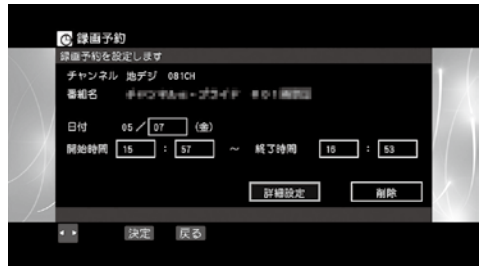 録画予約
録画予約を設定します
チャンネル 地デジ 081CH
番組名
日付 05／07 (金)
開始時間 15 : 57 ～ 終了時間 16 : 53
詳細設定 削除
決定 戻る